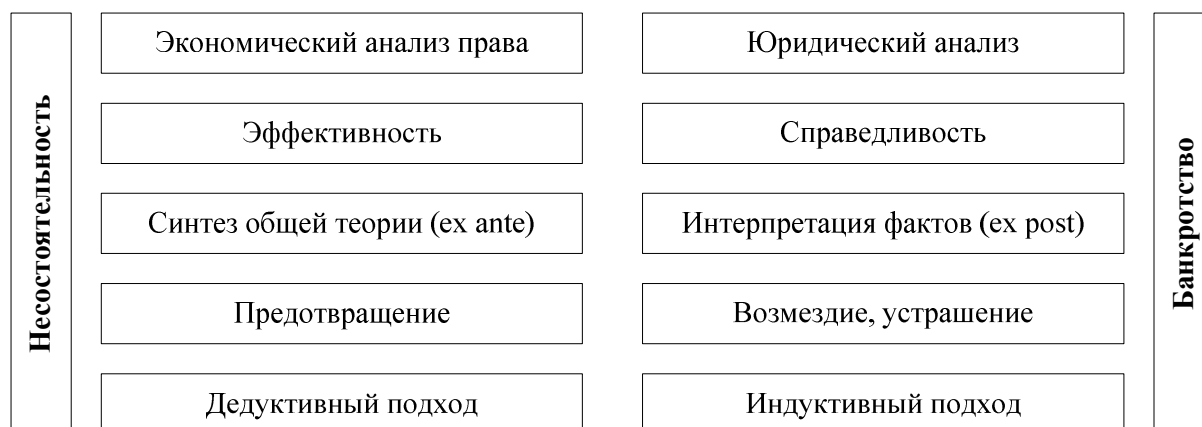 Несостоятельность
Экономический анализ права
Юридический анализ
Эффективность
Справедливость
Синтез общей теории (ex ante)
Интерпретация фактов (ex post)
Предотвращение
Возмездие, устрашение
Дедуктивный подход
Индуктивный подход
Банкротство